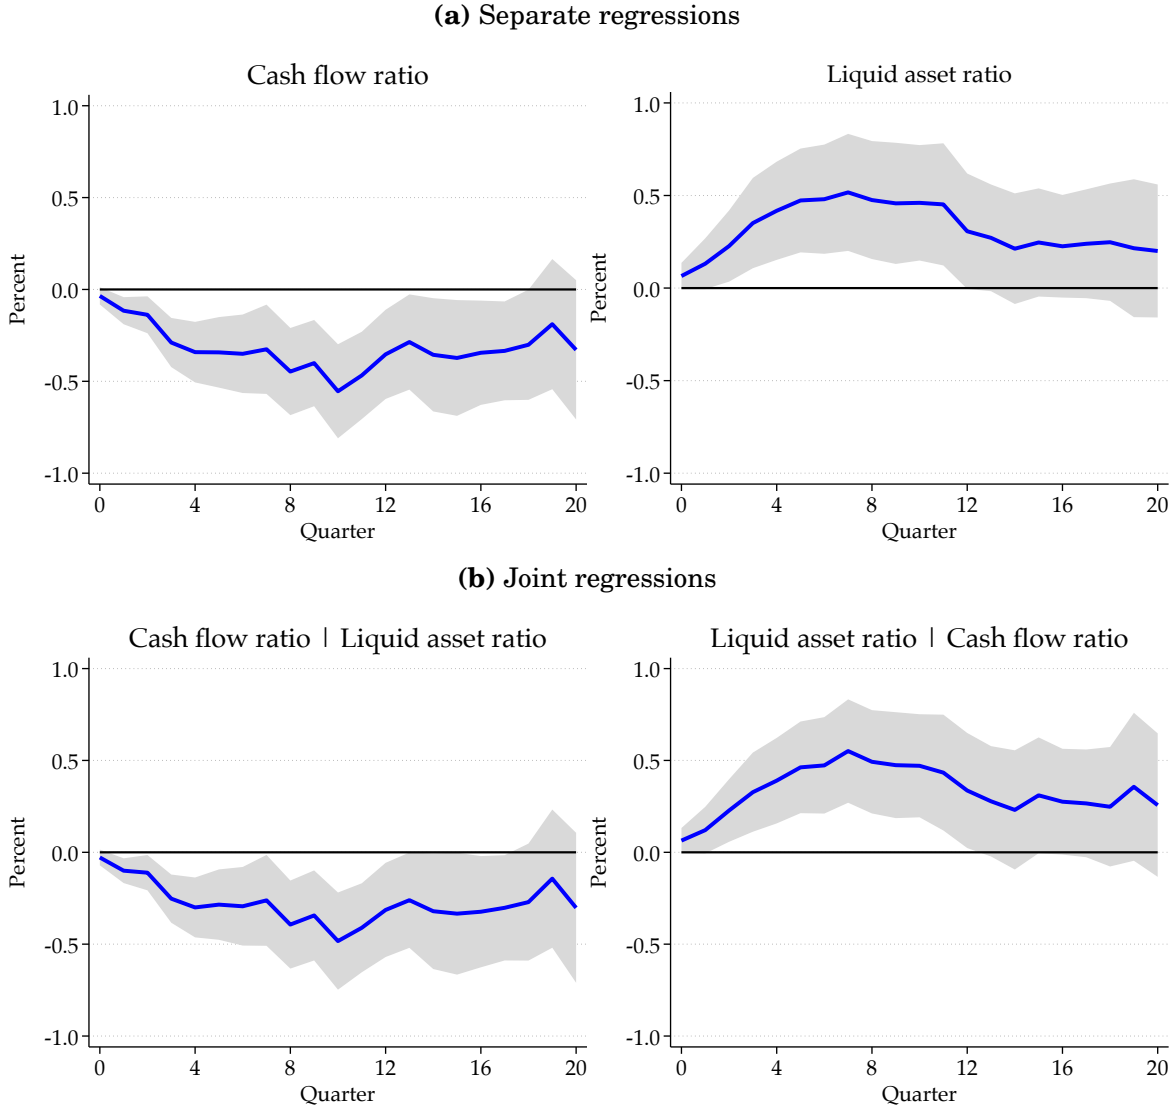 (a) Separate regressions
Cash flow ratio
Percent
1.0
0.5
0.0
-0.5
-1.0
0 4 8 12 16 20
Quarter
Liquid asset ratio
Percent
1.0
0.5
0.0
-0.5
-1.0
0 4 8 12 16 20
Quarter
(b) Joint regressions
Cash flow ratio | Liquid asset ratio
Percent
1.0
0.5
0.0
-0.5
-1.0
0 4 8 12 16 20
Quarter
Liquid asset ratio | Cash flow ratio
Percent
1.0
0.5
0.0
-0.5
-1.0
0 4 8 12 16 20
Quarter